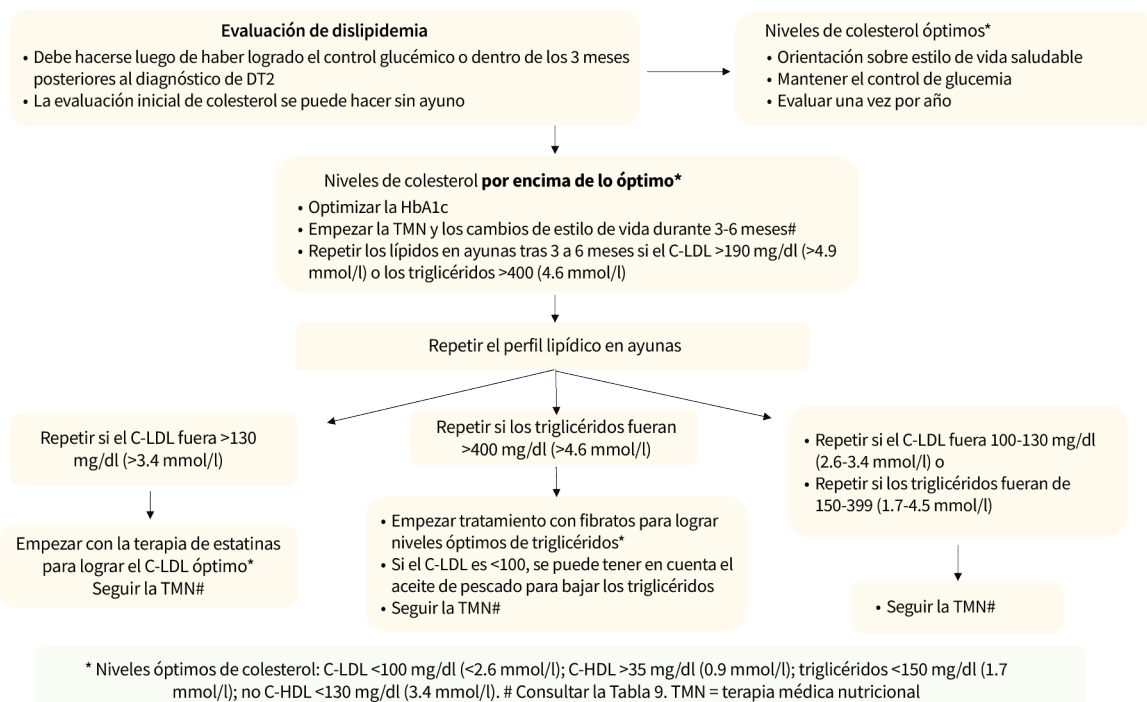 Evaluación de dislipidemia
• Debe hacerse luego de haber logrado el control glucémico o dentro de los 3 meses
posteriores al diagnóstico de DT2
• La evaluación inicial de colesterol se puede hacer sin ayuno
Niveles de colesterol óptimos*
• Orientación sobre estilo de vida saludable
• Mantener el control de glucemia
• Evaluar una vez por año
Niveles de colesterol por encima de lo óptimo*
• Optimizar la HbA1c
• Empezar la TMN y los cambios de estilo de vida durante 3-6 meses#
• Repetir los lípidos en ayunas tras 3 a 6 meses si el C-LDL >190 mg/dl (>4.9
mmol/l) o los triglicéridos >400 (4.6 mmol/l)
Repetir el perfil lipídico en ayunas
Repetir si el C-LDL fuera >130
mg/dl (>3.4 mmol/l)
Empezar con la terapia de estatinas
para lograr el C-LDL óptimo*
Seguir la TMN#
Repetir si los triglicéridos fueran
>400 mg/dl (>4.6 mmol/l)
• Empezar tratamiento con fibratos para lograr
niveles óptimos de triglicéridos*
• Si el C-LDL es <100, se puede tener en cuenta el
aceite de pescado para bajar los triglicéridos
• Seguir la TMN#
• Repetir si el C-LDL fuera 100-130 mg/dl
(2.6-3.4 mmol/l) o
• Repetir si los triglicéridos fueran de
150-399 (1.7-4.5 mmol/l)
• Seguir la TMN#
* Niveles óptimos de colesterol: C-LDL <100 mg/dl (<2.6 mmol/l); C-HDL >35 mg/dl (0.9 mmol/l); triglicéridos <150 mg/dl (1.7
mmol/l); no C-HDL <130 mg/dl (3.4 mmol/l). # Consultar la Tabla 9. TMN = terapia médica nutricional